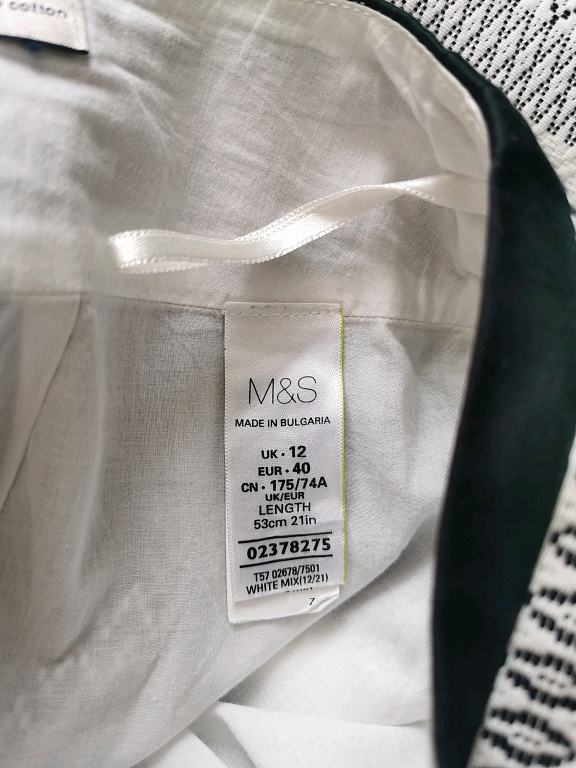 cotton
M&S
MADE IN BULGARIA
UK · 12
EUR · 40
CN · 175/74A
UK/EUR
LENGTH
53cm 21in
02378275
T57 02678/7501
WHITE MIX(12/21)
7